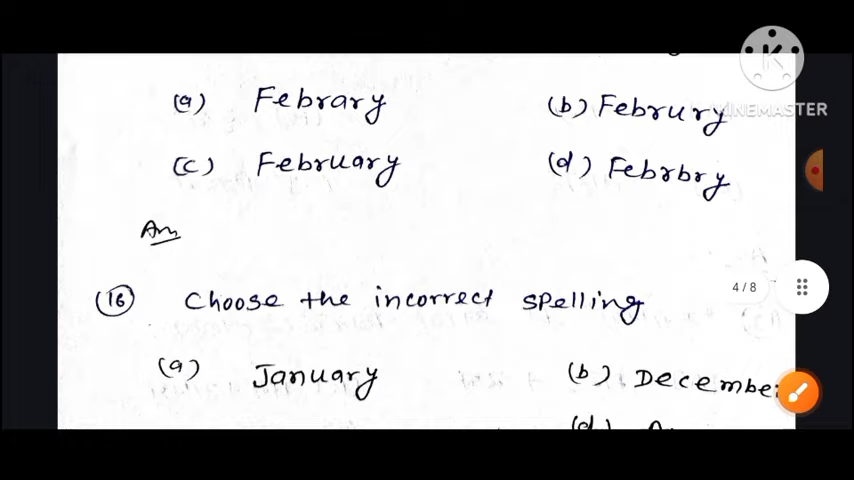 (a) Febrary (b) Februry
KINEMASTER
(c) February (d) Febrbry
Ans
(16) Choose the incorrect spelling
4/8
(a) January (b) Decembe
(d)